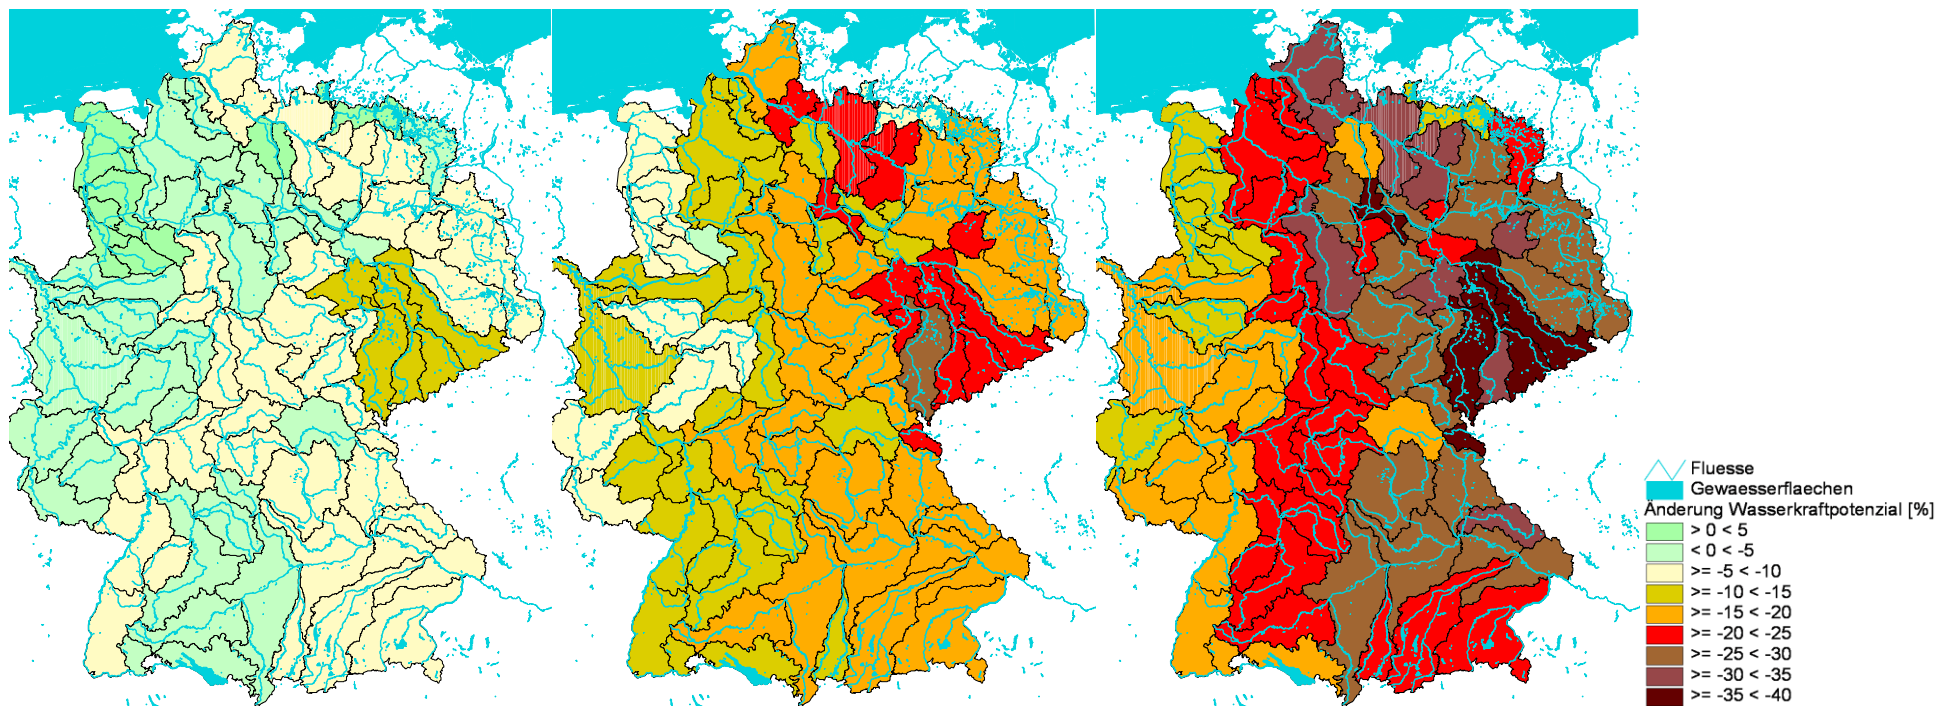 Fluesse
Gewaesserflaechen
Änderung Wasserkraftpotenzial [%]
> 0 < 5
< 0 < -5
>= -5 < -10
>= -10 < -15
>= -15 < -20
>= -20 < -25
>= -25 < -30
>= -30 < -35
>= -35 < -40